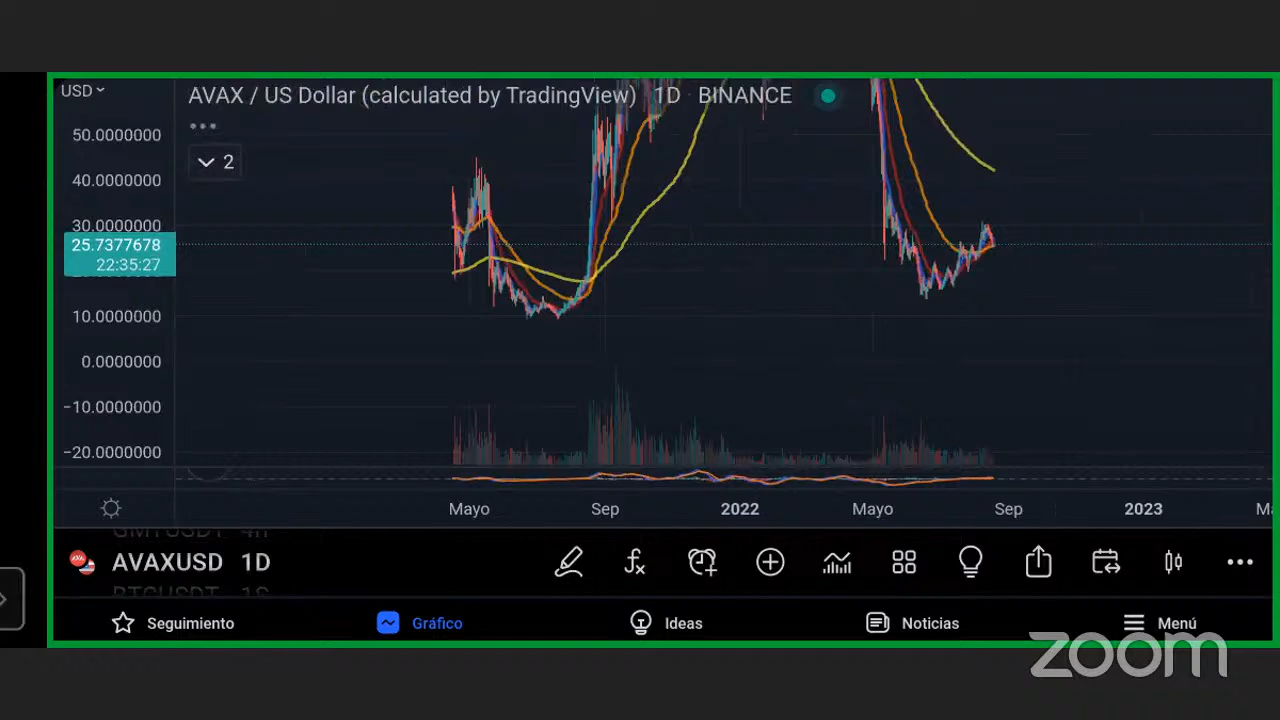 USD
AVAX / US Dollar (calculated by TradingView) 1D · BINANCE
2
50.0000000
40.0000000
30.0000000
25.7377678
22:35:27
10.0000000
0.0000000
−10.0000000
−20.0000000
Mayo Sep 2022 Mayo Sep 2023
AVAXUSD 1D
Seguimiento Gráfico Ideas Noticias Menú
zoom